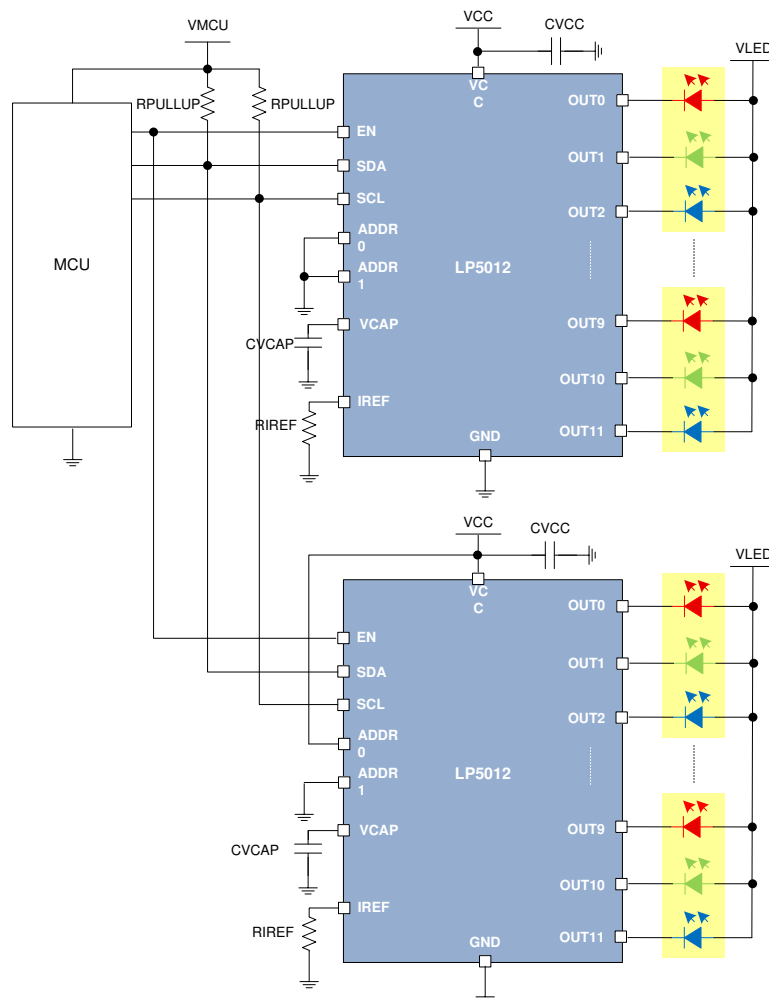 VMCU
RPULLUP
RPULLUP
MCU
VCC
CVCC
VLED
VC
C
EN
SDA
SCL
ADDR
0
ADDR
1
VCAP
IREF
LP5012
GND
OUT0
OUT1
OUT2
OUT9
OUT10
OUT11
CVCAP
RIREF
VCC
CVCC
VLED
VC
C
EN
SDA
SCL
ADDR
0
ADDR
1
VCAP
IREF
LP5012
GND
OUT0
OUT1
OUT2
OUT9
OUT10
OUT11
CVCAP
RIREF